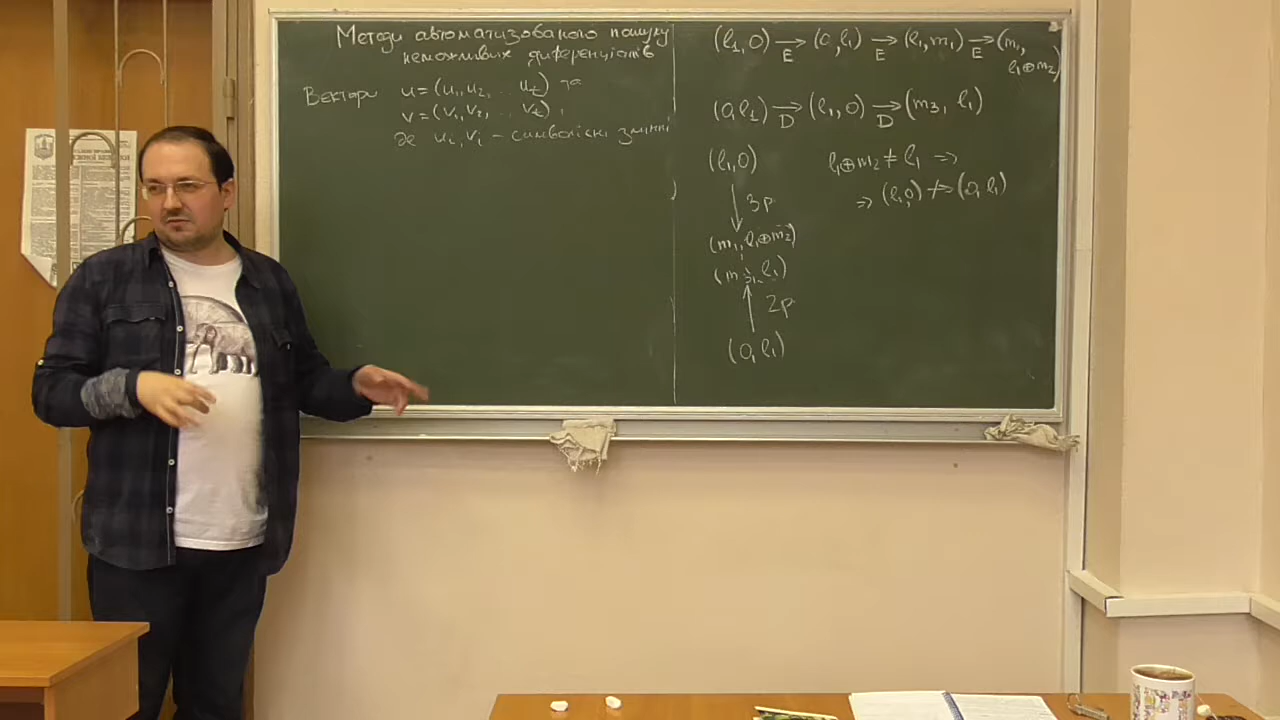 Методи автоматизованого пошуку
неможливих диференціалів
Вектори u=(u₁,u₂, ... u_t) та
v=(v₁,v₂, ... v_t),
де uᵢ,vᵢ – символьні змінні
(l₁,0) →E (0,l₁) →E (l₁,m₁) →E (m₁, l₁⊕m₂)
(0,l₁) →D (l₁,0) →D (m₃, l₁)
(l₁,0)
l₁⊕m₂ ≠ l₁ ⇒
⇒ (l₁,0) ⇏ (0,l₁)
↓ 3р
(m₁, l₁⊕m₂)
(m₃, l₁)
↑ 2р
(0,l₁)